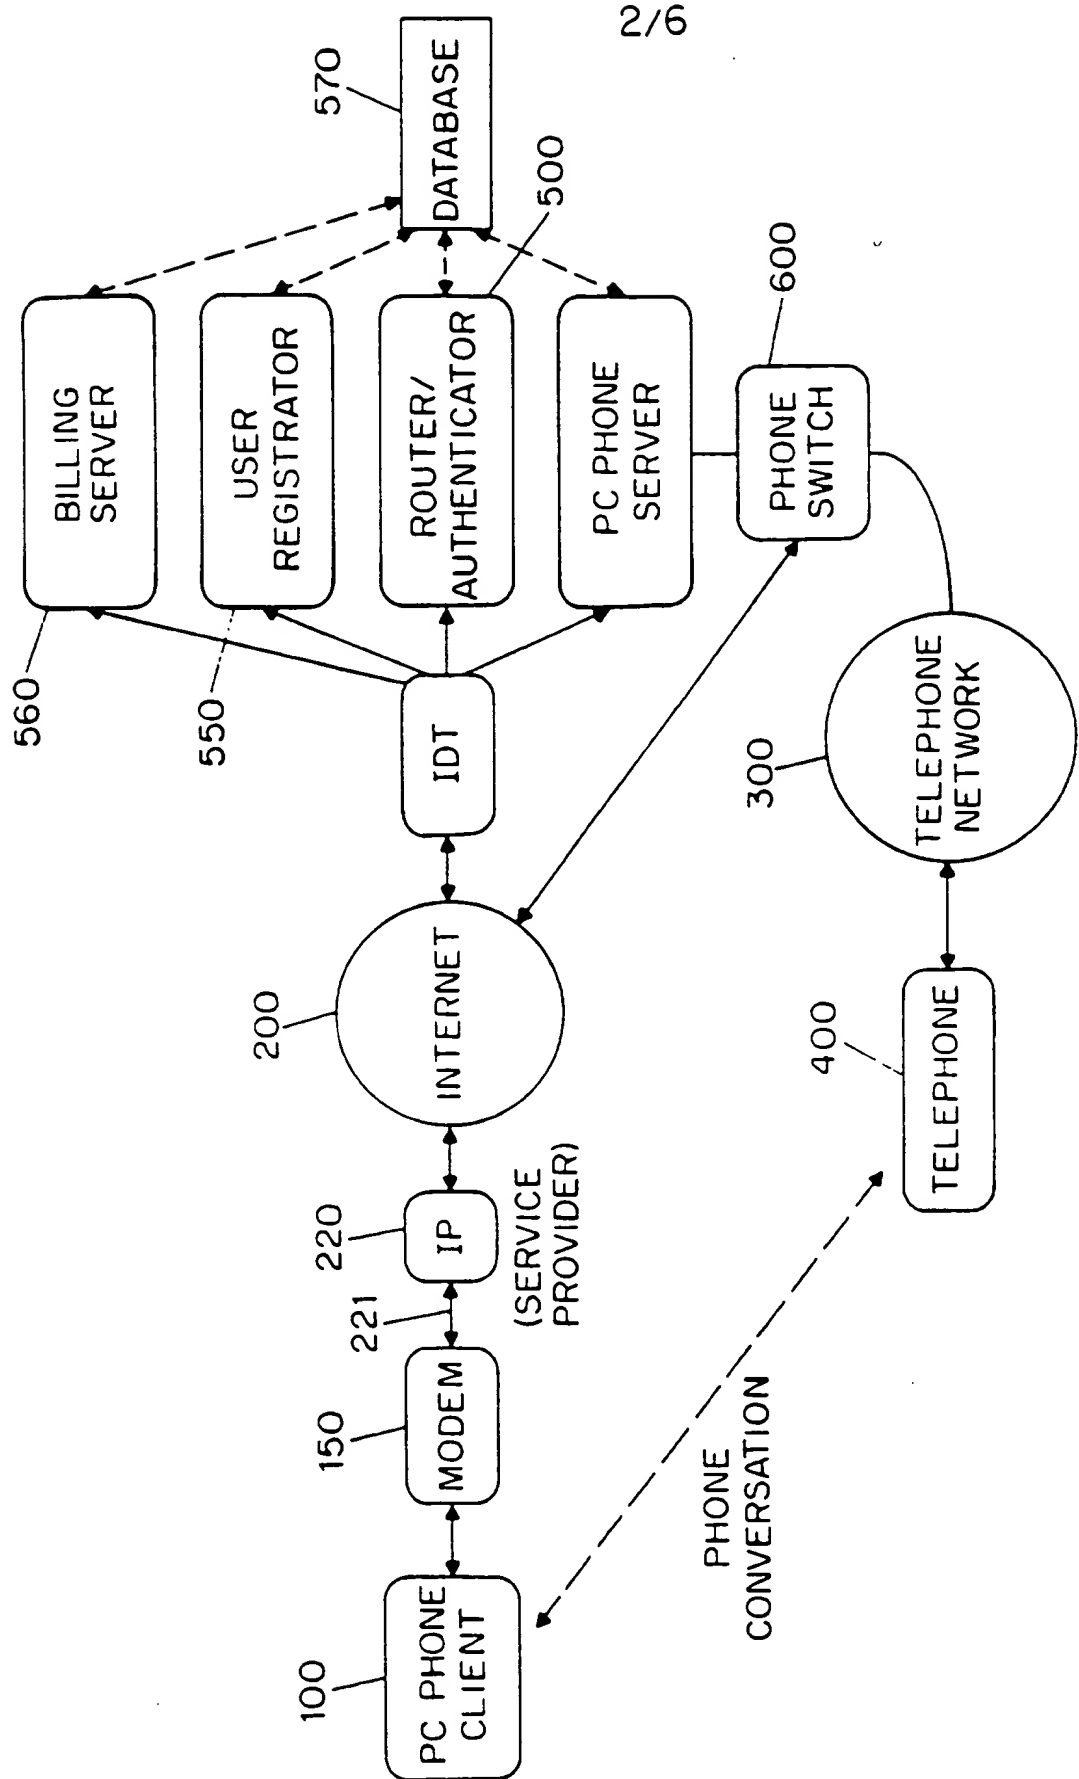 2/6
560
BILLING
SERVER
550
USER
REGISTRATOR
570
DATABASE
ROUTER/
AUTHENTICATOR
500
PC PHONE
SERVER
600
PHONE
SWITCH
IDT
200
INTERNET
220
IP
(SERVICE
PROVIDER)
221
150
MODEM
100
PC PHONE
CLIENT
PHONE
CONVERSATION
400
TELEPHONE
300
TELEPHONE
NETWORK